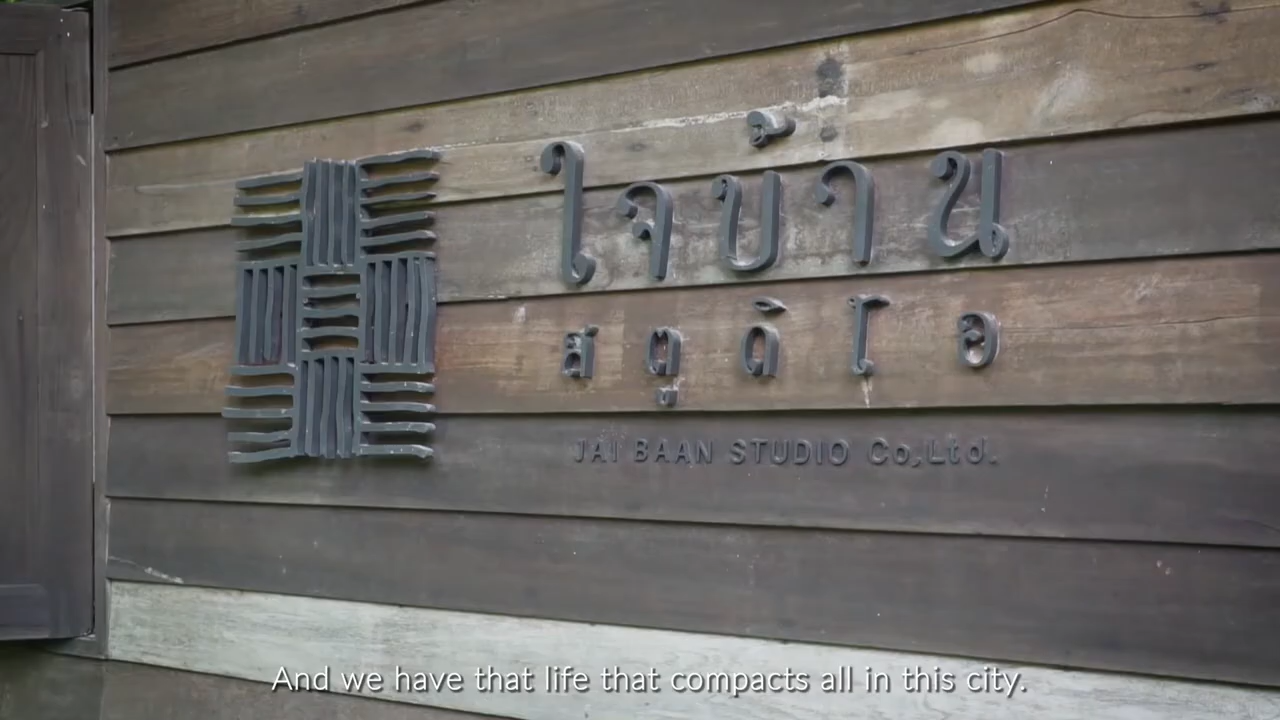 ใจบ้าน
สตูดิโอ
JAI BAAN STUDIO Co,Ltd.
And we have that life that compacts all in this city.